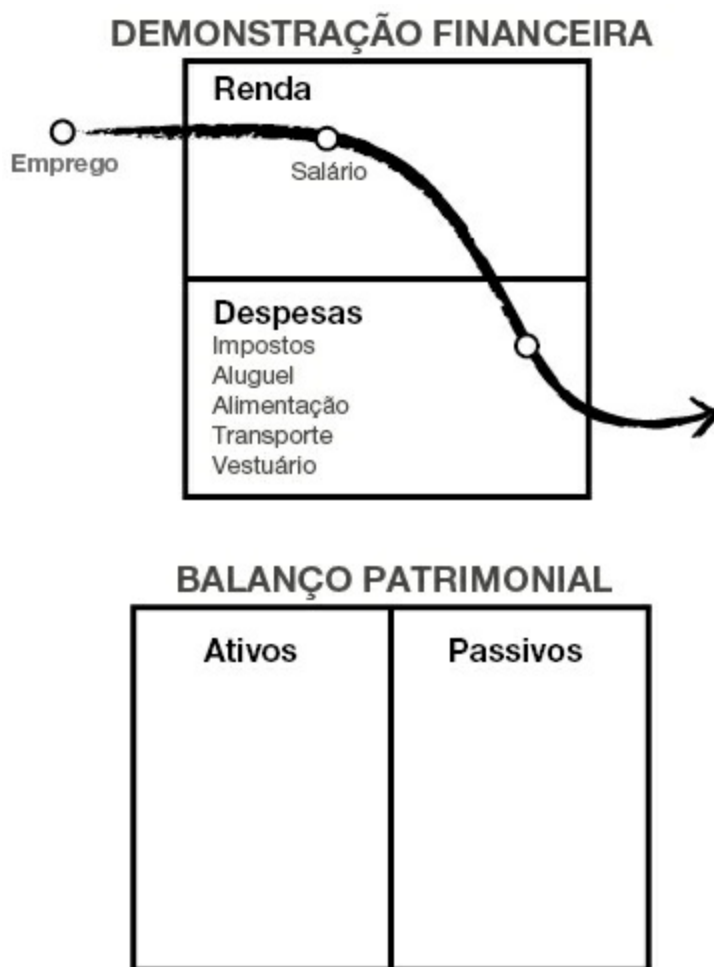 DEMONSTRAÇÃO FINANCEIRA
Renda
Emprego
Salário
Despesas
Impostos
Aluguel
Alimentação
Transporte
Vestuário
BALANÇO PATRIMONIAL
Ativos
Passivos